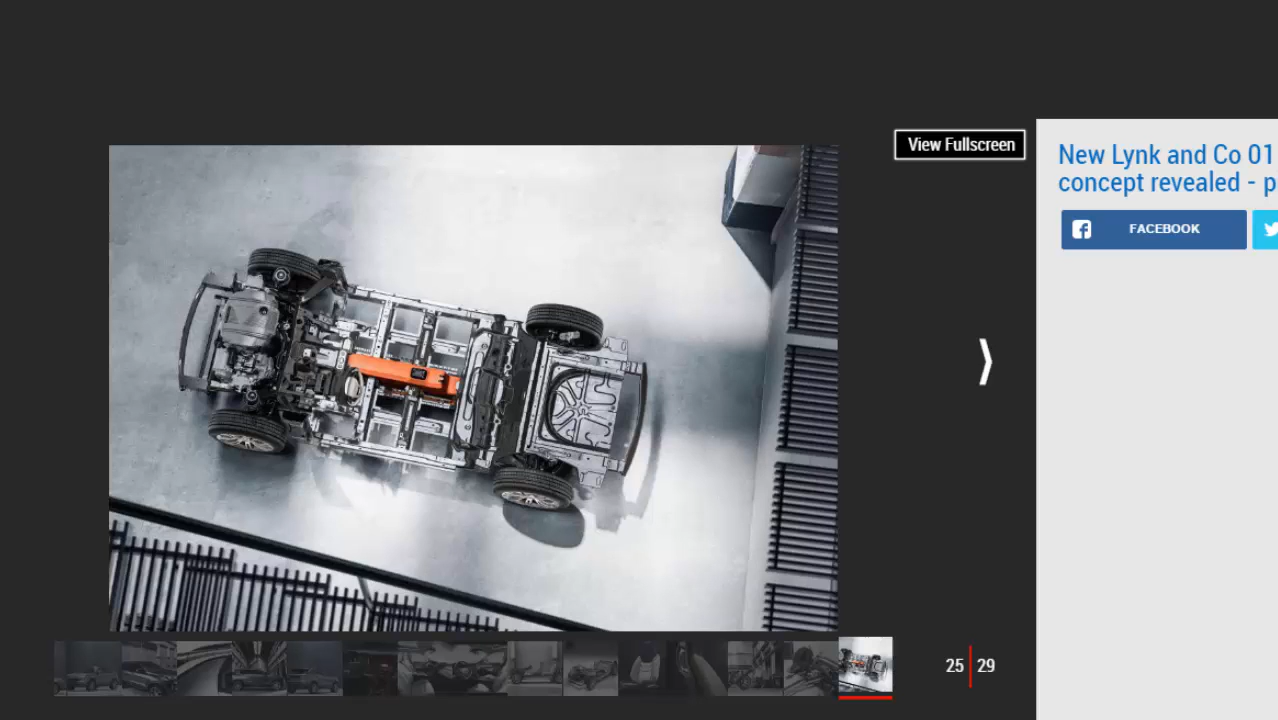 View Fullscreen
New Lynk and Co 01
concept revealed - p
FACEBOOK
25 29